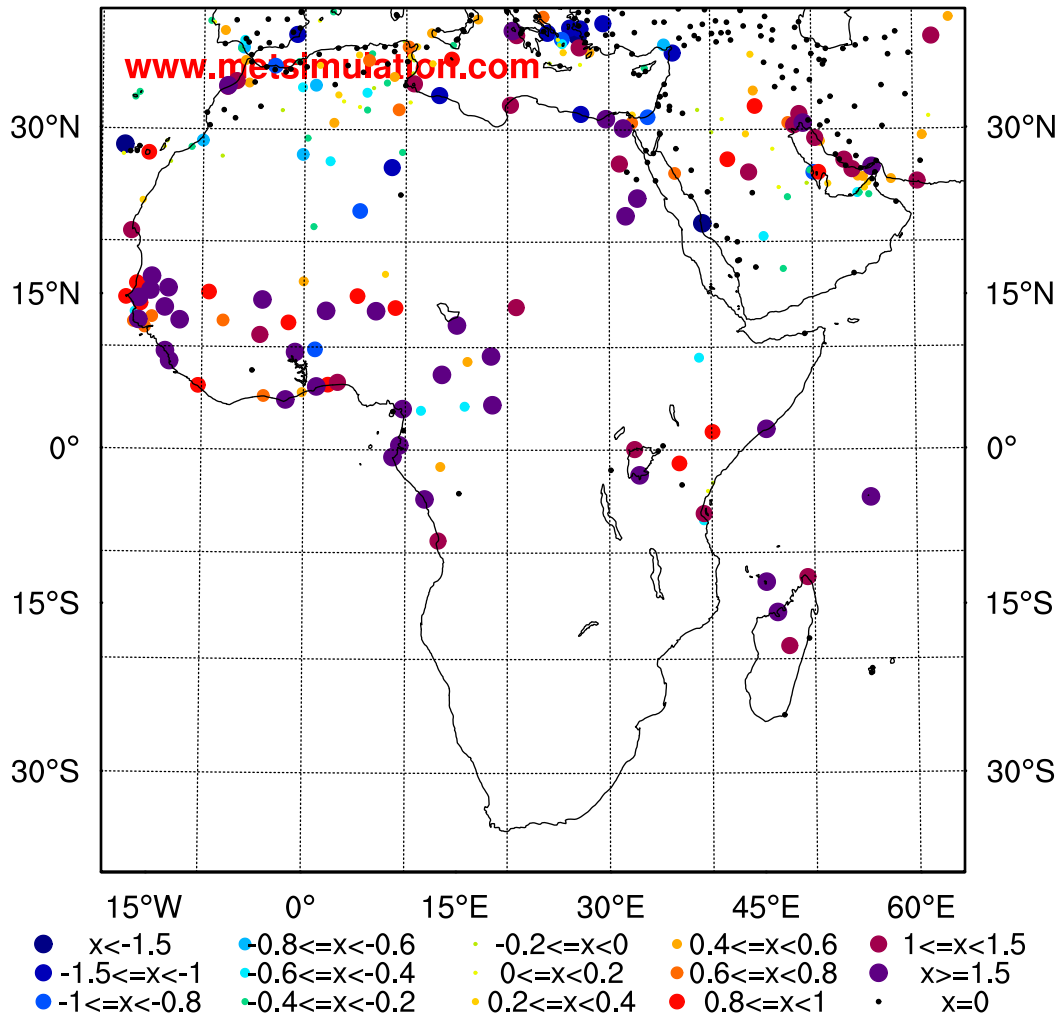 www.metsimulation.com
30°N 30°N
15°N 15°N
0° 0°
15°S 15°S
30°S 30°S
15°W 0° 15°E 30°E 45°E 60°E
x<-1.5 -0.8<=x<-0.6 -0.2<=x<0 0.4<=x<0.6 1<=x<1.5
-1.5<=x<-1 -0.6<=x<-0.4 0<=x<0.2 0.6<=x<0.8 x>=1.5
-1<=x<-0.8 -0.4<=x<-0.2 0.2<=x<0.4 0.8<=x<1 x=0